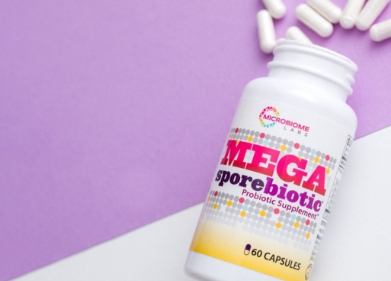 MICROBIOME
LABS
MEGA
sporebiotic
Probiotic Supplement
60 CAPSULES